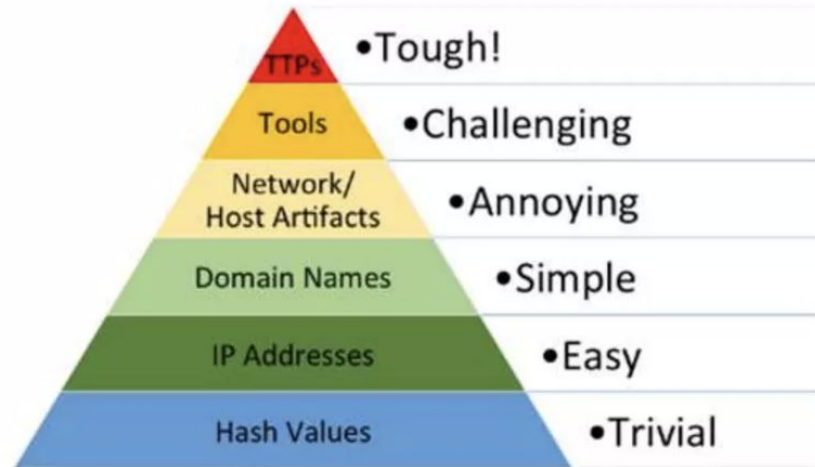 TTPs
•Tough!
Tools
•Challenging
Network/
Host Artifacts
•Annoying
Domain Names
•Simple
IP Addresses
•Easy
Hash Values
•Trivial